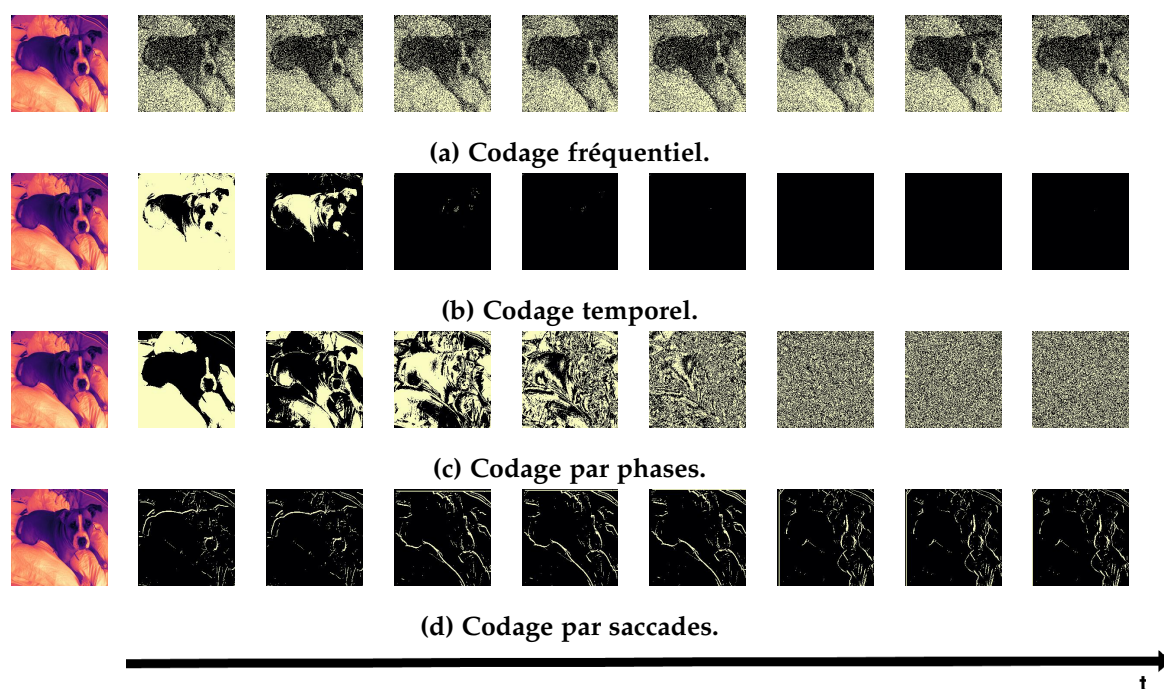 (a) Codage fréquentiel.
(b) Codage temporel.
(c) Codage par phases.
(d) Codage par saccades.
t